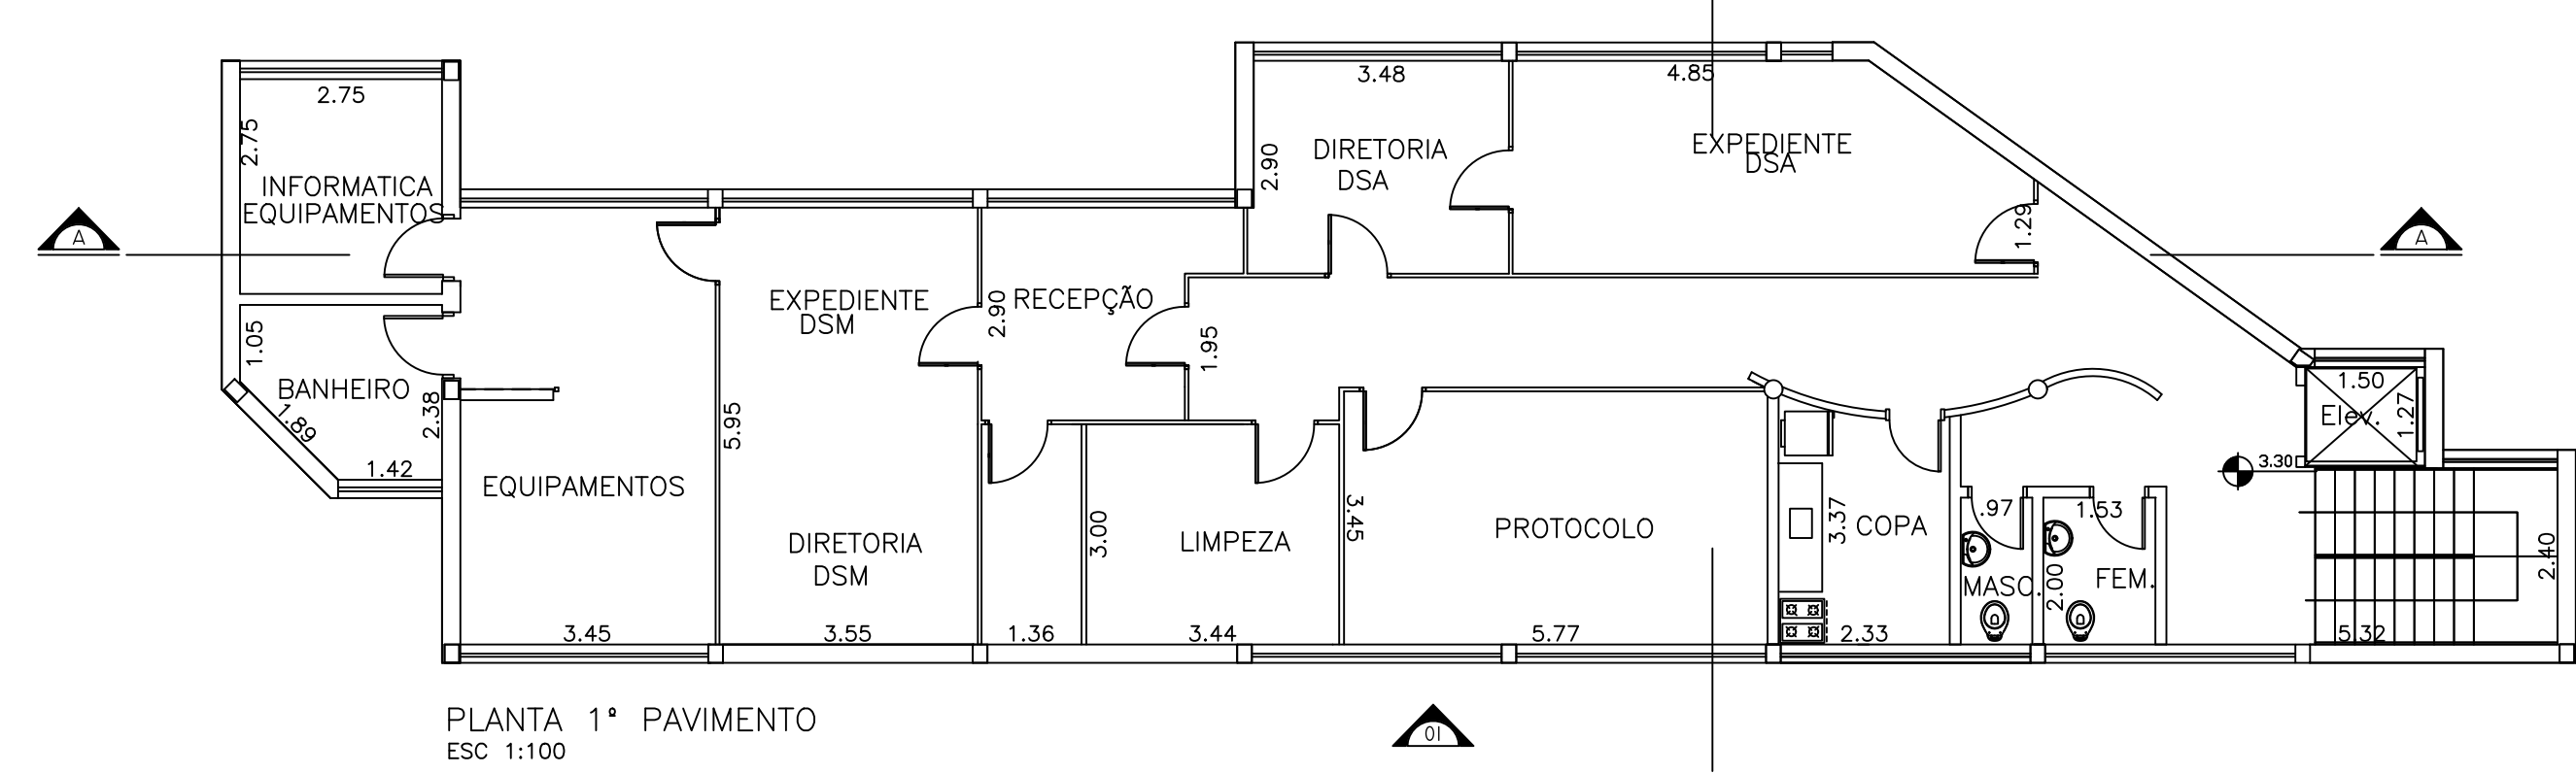 3.48
4.85
2.75
2.75
DIRETORIA
DSA
2.90
EXPEDIENTE
DSA
INFORMATICA
EQUIPAMENTOS
A
1.29
A
EXPEDIENTE
DSM
2.90
RECEPÇÃO
1.95
1.05
BANHEIRO
1.89
2.38
1.42
5.95
1.50
Elev.
1.27
3.30
EQUIPAMENTOS
DIRETORIA
DSM
3.00
LIMPEZA
3.45
PROTOCOLO
3.37
COPA
.97
1.53
MASC.
2.00
FEM.
2.40
3.45
3.55
1.36
3.44
5.77
2.33
5.32
PLANTA 1ª PAVIMENTO
ESC 1:100
01